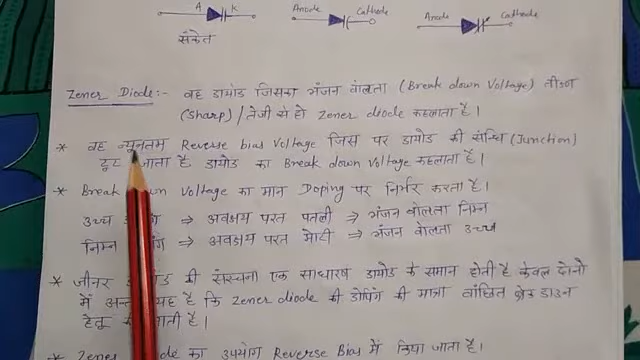 A K Anode Cathode Anode Cathode
संकेत
Zener Diode:- वह डायोड जिसका भंजन वोल्टता (Break down Voltage) तीक्ष्ण
(Sharp) / तेजी से हो Zener diode कहलाता है।
* वह न्यूनतम Reverse bias Voltage जिस पर डायोड की संन्धि (Junction)
टूट जाता है डायोड का Break down Voltage कहलाता है।
* Break down Voltage का मान Doping पर निर्भर करता है।
उच्च ⇒ अवक्षय परत पतली ⇒ भंजन वोल्टता निम्न
निम्न ⇒ अवक्षय परत मोटी ⇒ भंजन वोल्टता उच्च
* जीनर की संरचना एक साधारण डायोड के समान होती है केवल दोनो
में यह है कि Zener diode की डोपिंग की मात्रा वांछित ब्रेक डाउन
हेतु जाती है।
* Zener का उपयोग Reverse Bias में किया जाता है।